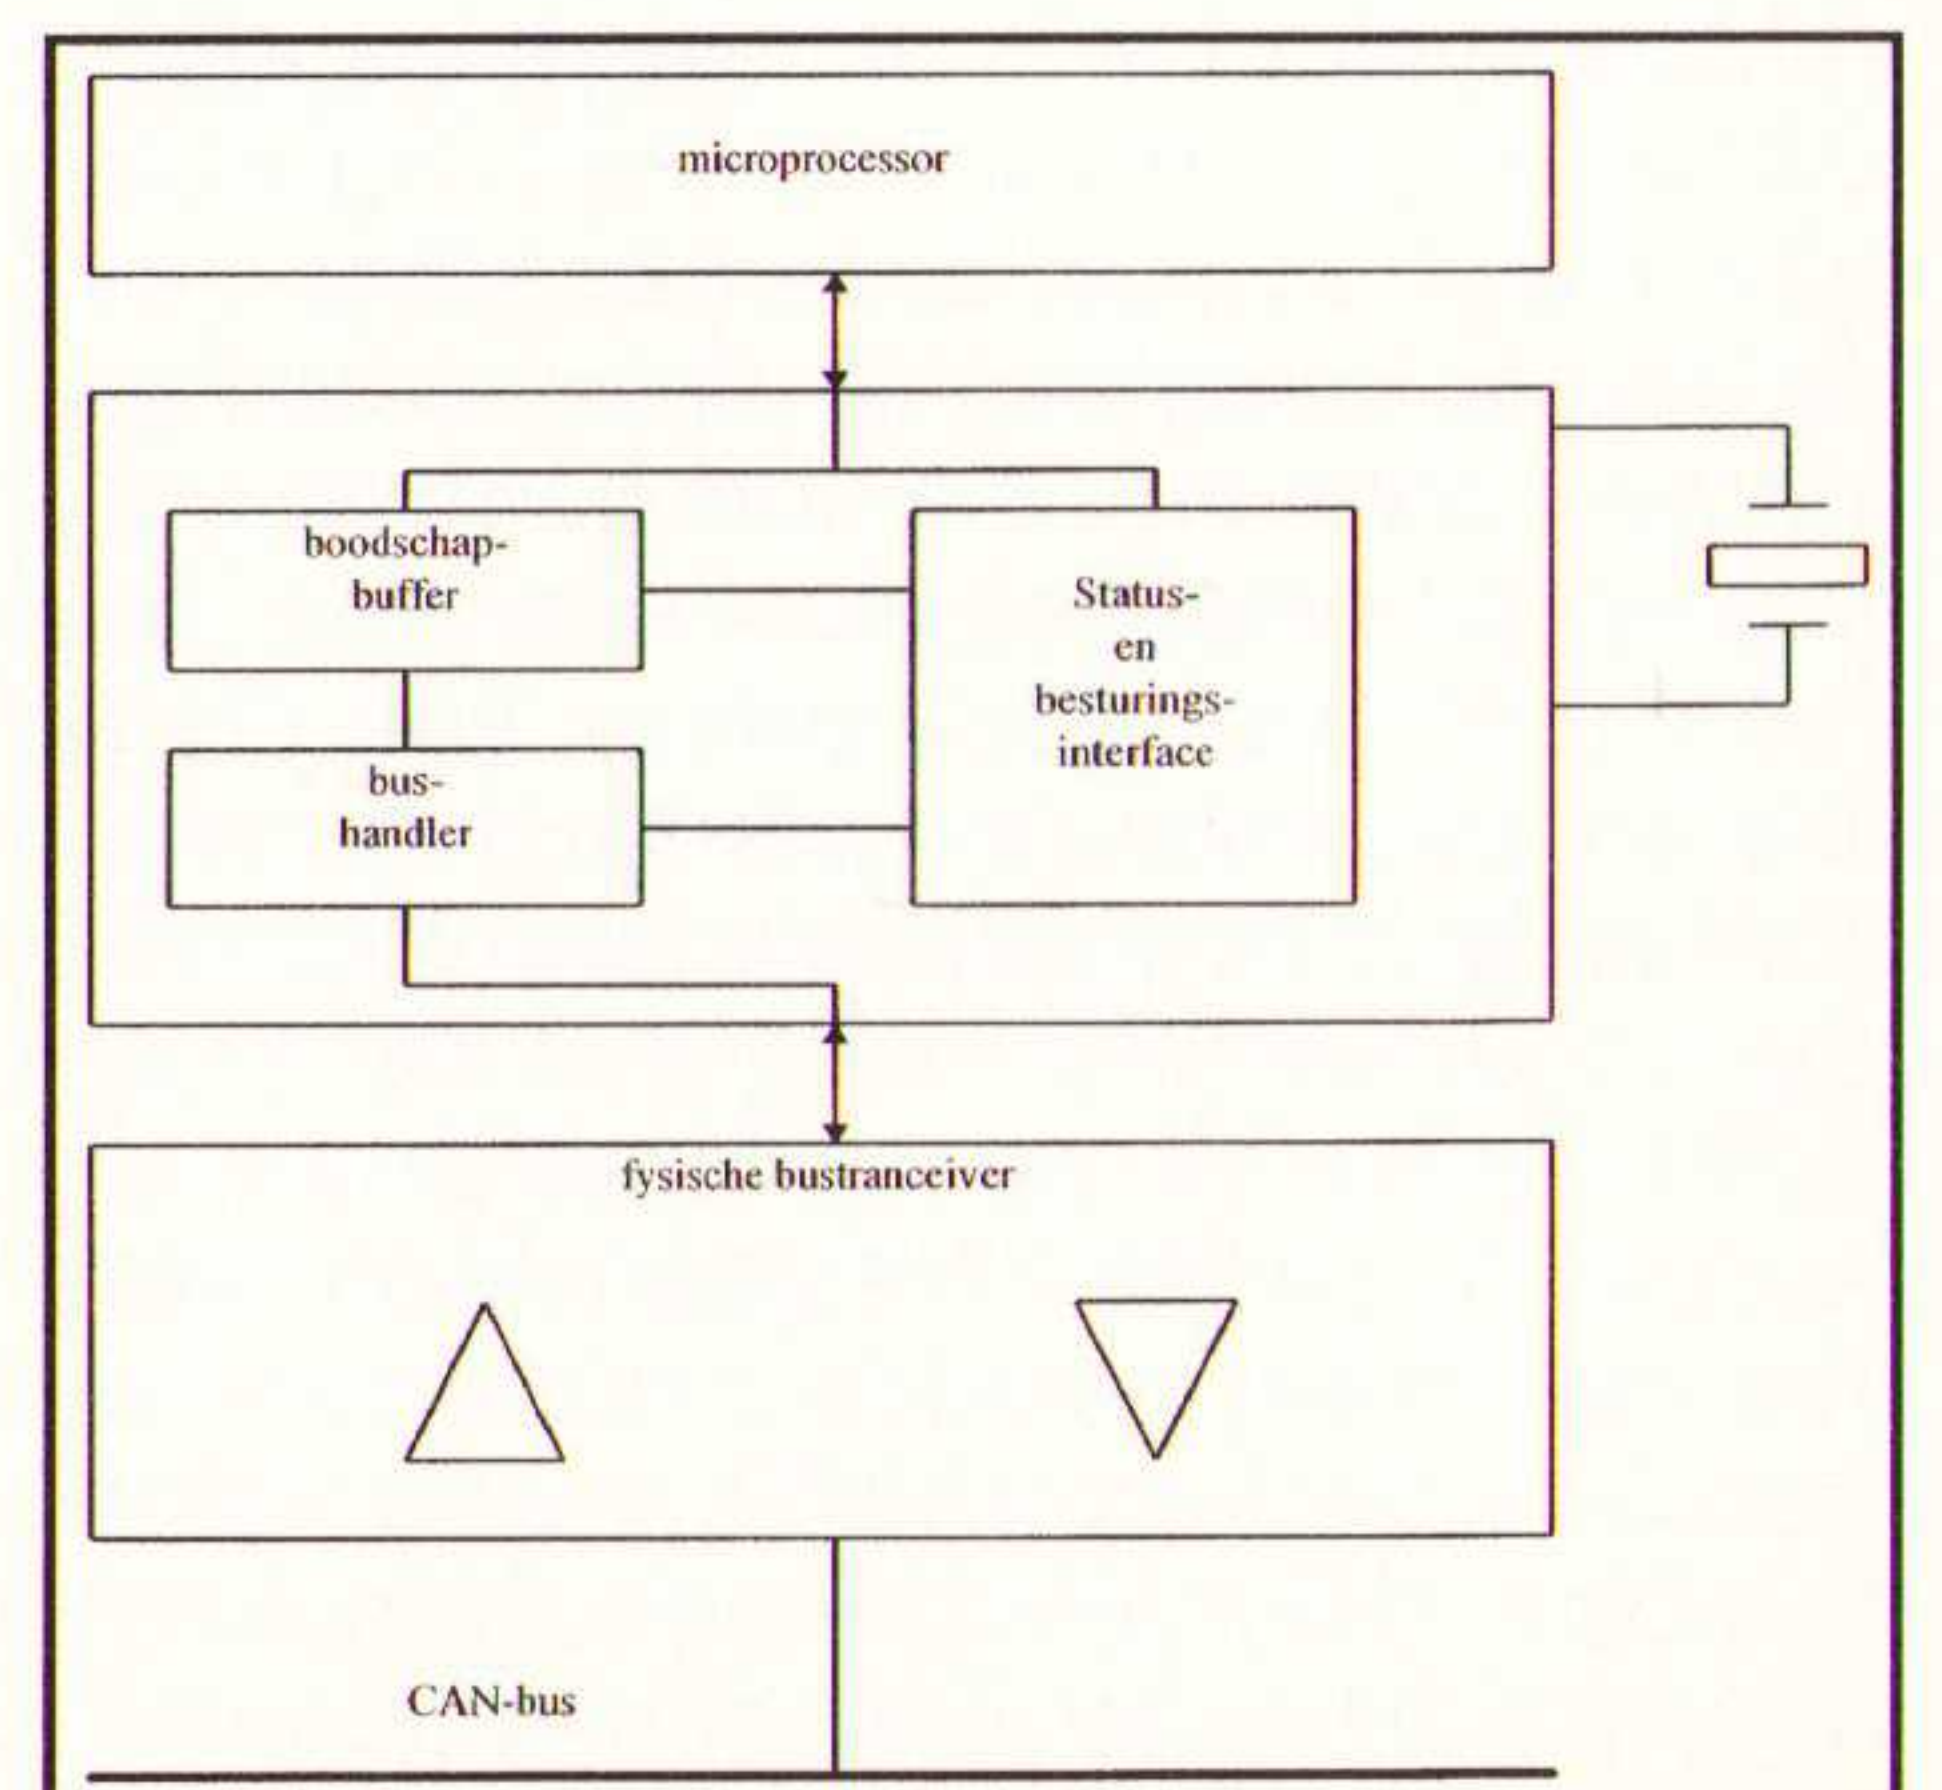 microprocessor
boodschap-
buffer
Status-
en
besturings-
interface
bus-
handler
fysische bustranceiver
CAN-bus